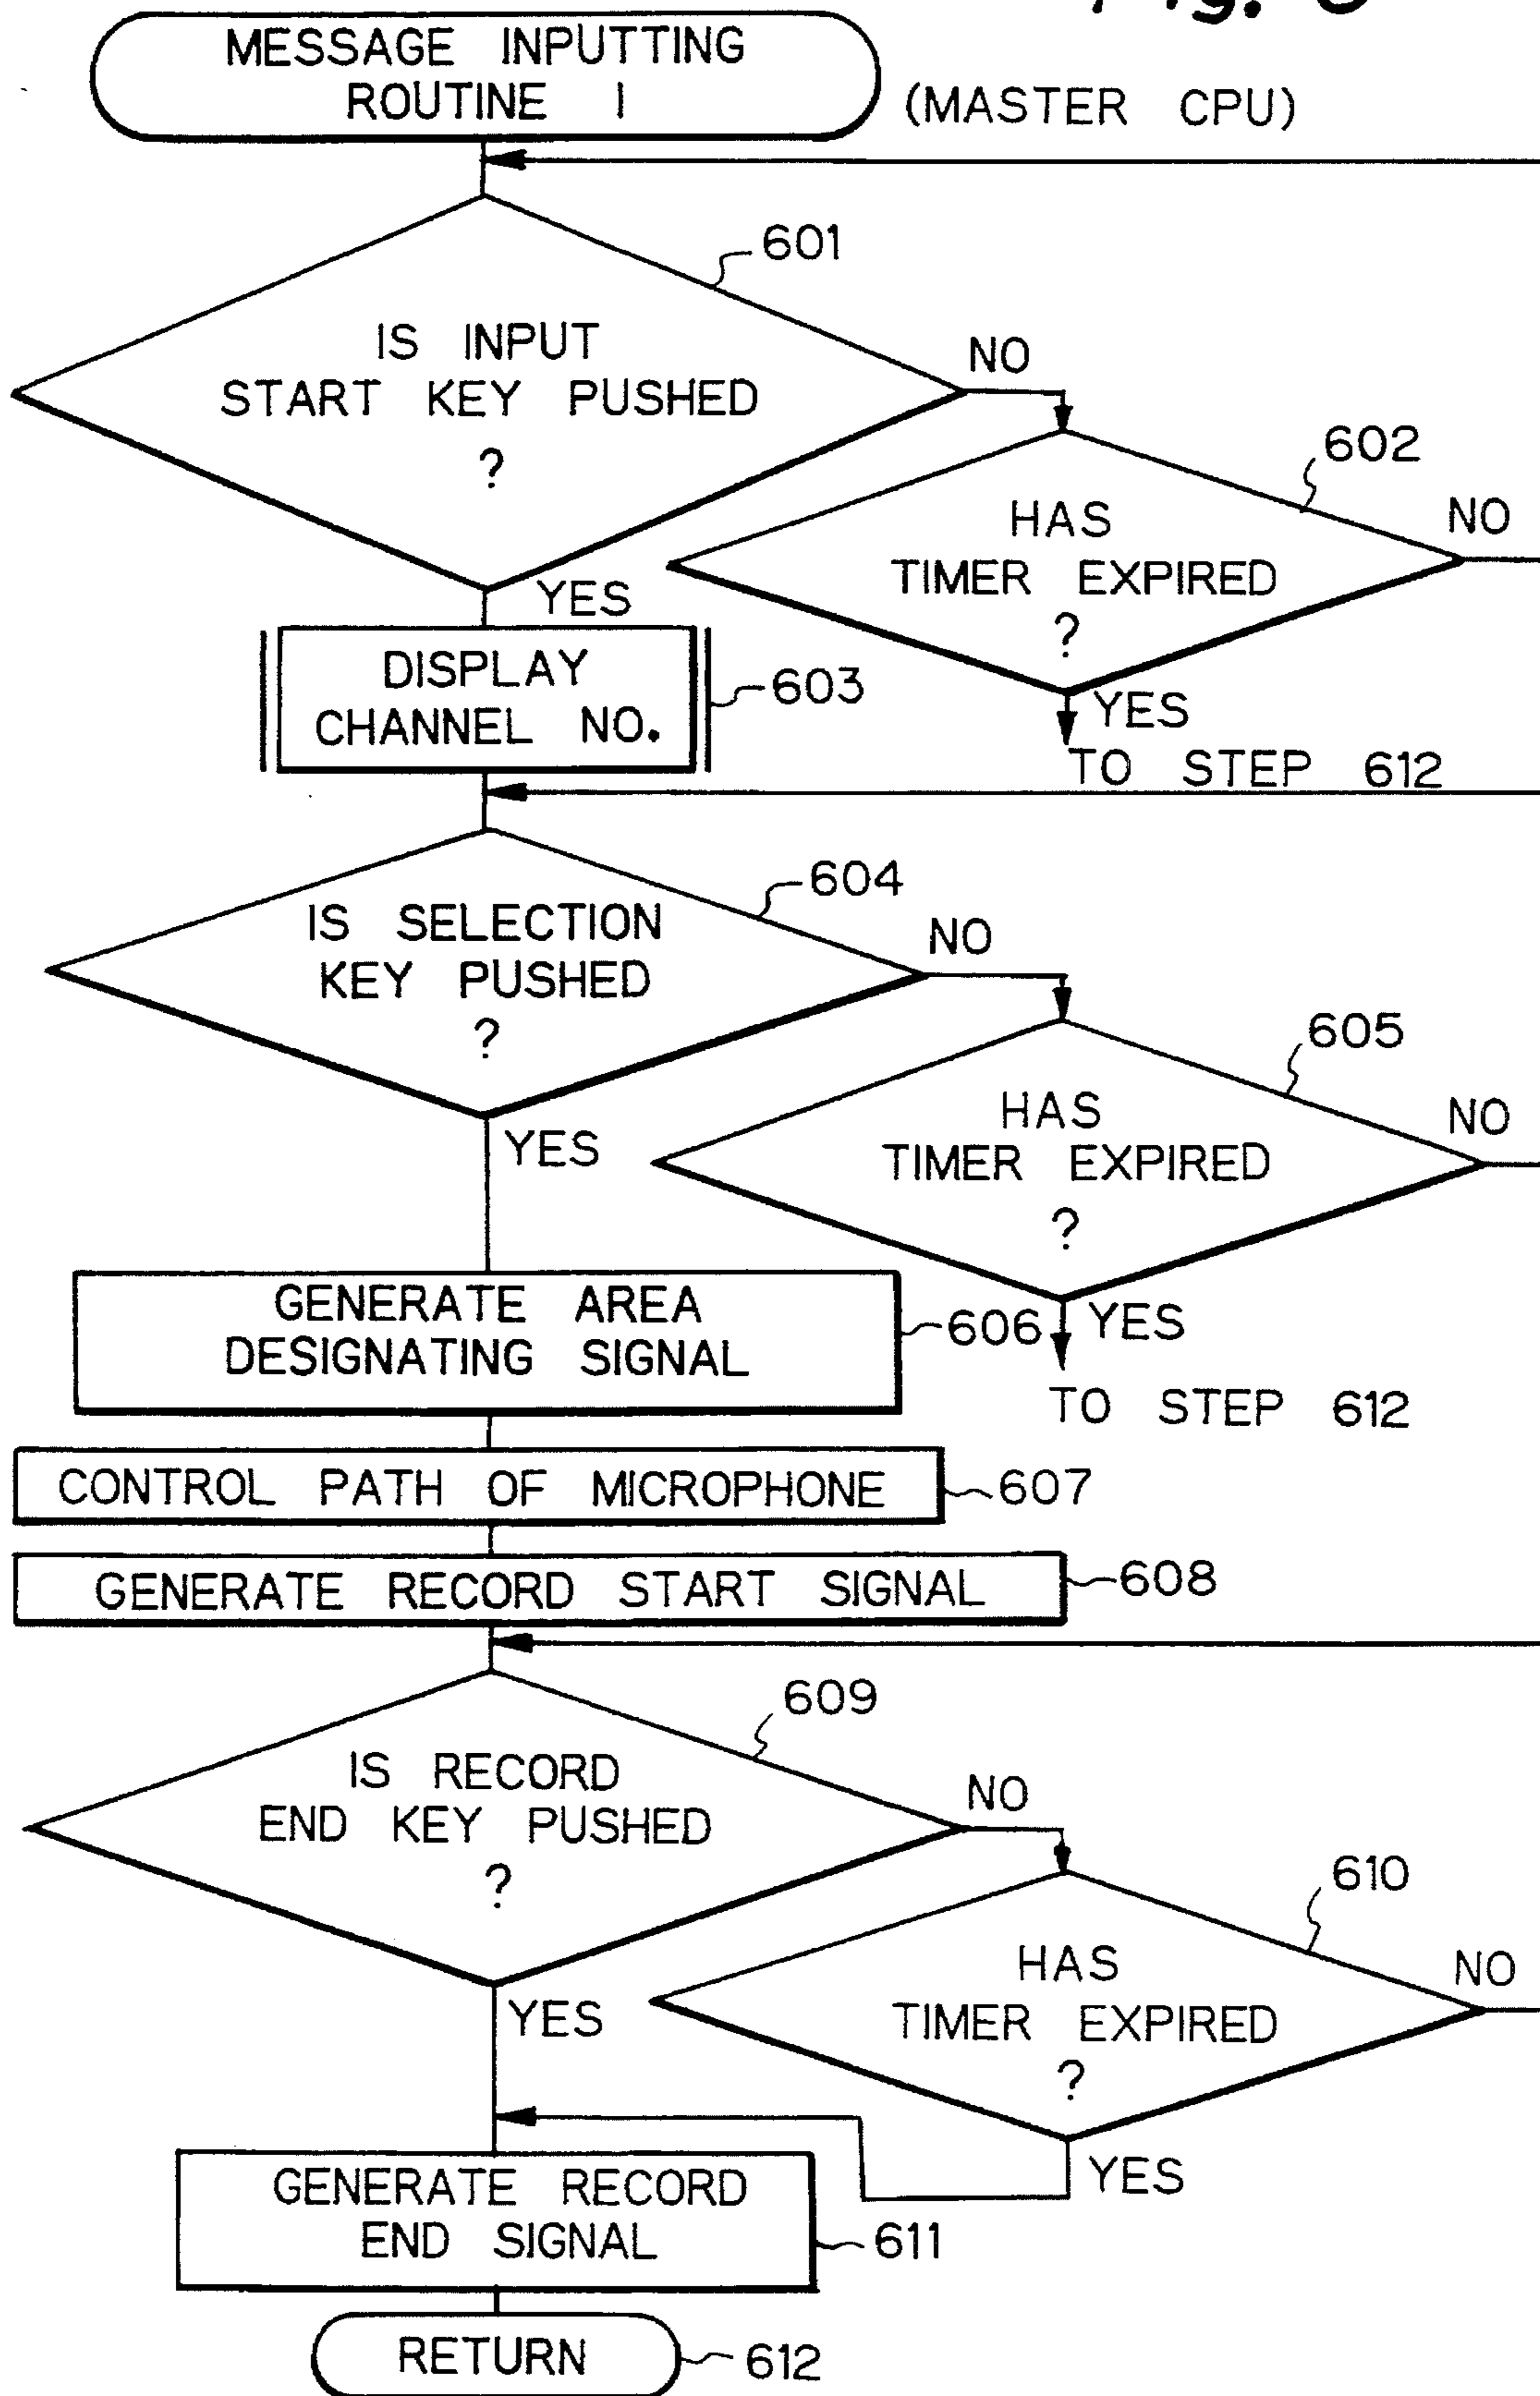 Fig. 6
MESSAGE INPUTTING
ROUTINE I
(MASTER CPU)
601
IS INPUT
START KEY PUSHED
?
NO
602
HAS
TIMER EXPIRED
?
NO
YES
YES
TO STEP 612
DISPLAY
CHANNEL NO.
603
604
IS SELECTION
KEY PUSHED
?
NO
605
HAS
TIMER EXPIRED
?
NO
YES
YES
TO STEP 612
GENERATE AREA
DESIGNATING SIGNAL
606
CONTROL PATH OF MICROPHONE
607
GENERATE RECORD START SIGNAL
608
609
IS RECORD
END KEY PUSHED
?
NO
610
HAS
TIMER EXPIRED
?
NO
YES
YES
GENERATE RECORD
END SIGNAL
611
RETURN
612